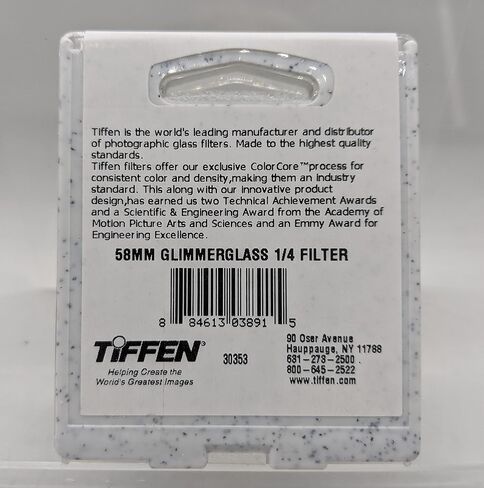 Tiffen is the world's leading manufacturer and distributor
of photographic glass filters. Made to the highest quality
standards.
Tiffen filters offer our exclusive ColorCore™process for
consistent color and density,making them an industry
standard. This along with our innovative product
design,has earned us two Technical Achievement Awards
and a Scientific & Engineering Award from the Academy of
Motion Picture Arts and Sciences and an Emmy Award for
Engineering Excellence.
58MM GLIMMERGLASS 1/4 FILTER
8 84613 03891 5
TIFFEN®
Helping Create the
World's Greatest Images
30353
90 Oser Avenue
Hauppauge, NY 11788
631-273-2500
800-645-2522
www.tiffen.com